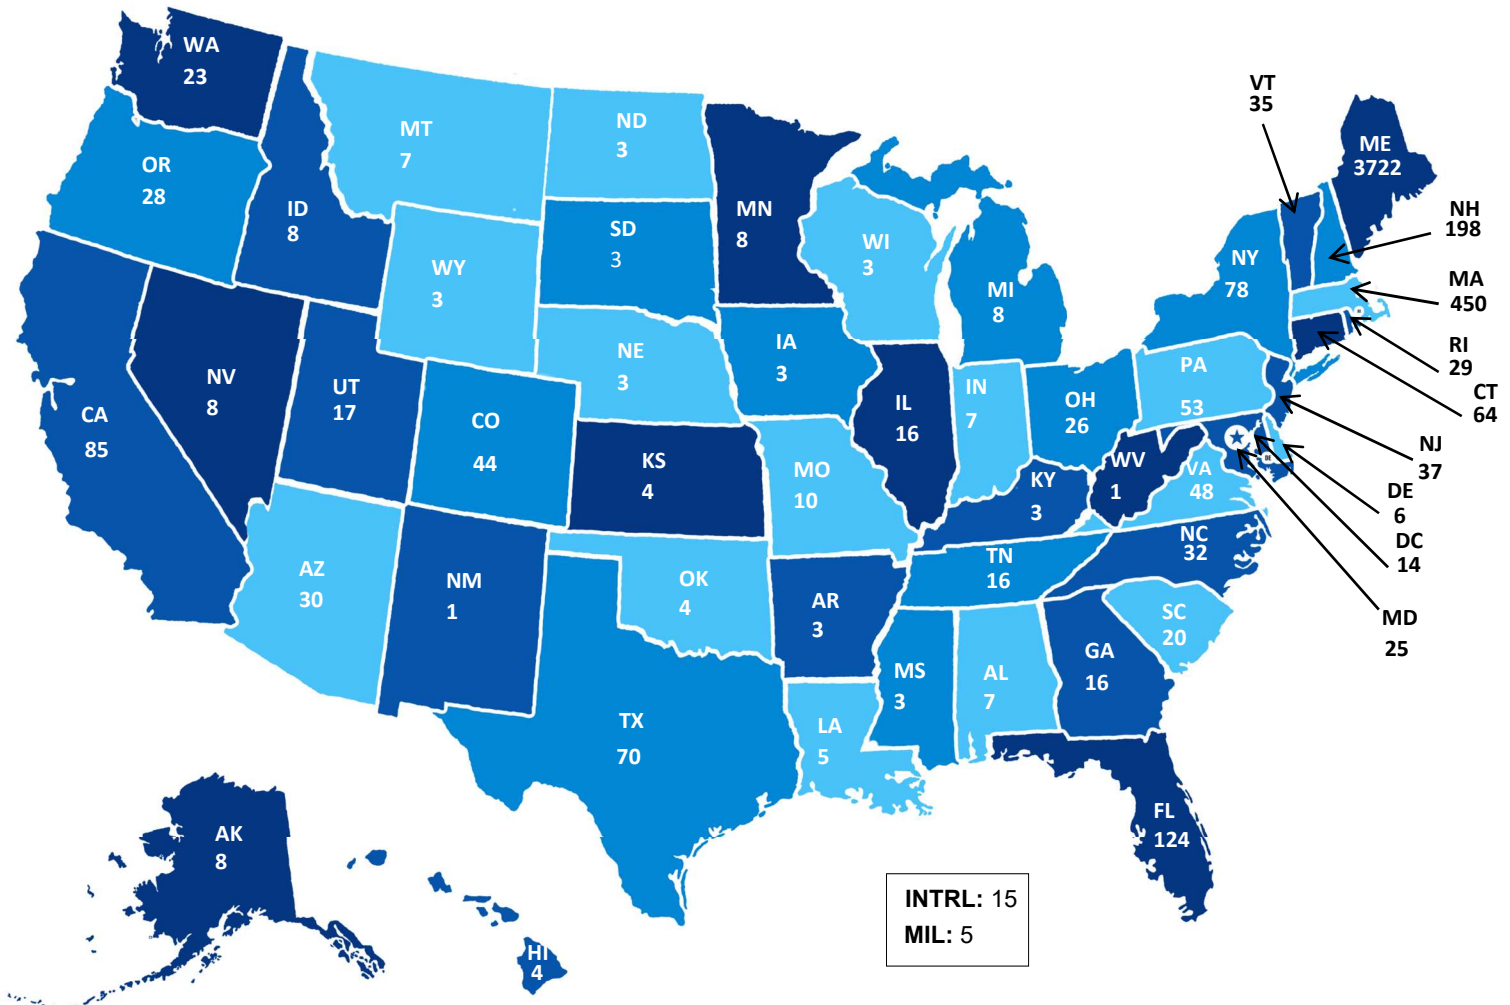 WA
23
OR
28
ID
8
MT
7
ND
3
SD
3
WY
3
NE
3
MN
8
WI
3
IA
3
MI
8
NV
8
UT
17
CA
85
CO
44
KS
4
MO
10
IL
16
IN
7
OH
26
KY
3
WV
1
VA
48
PA
53
NY
78
VT
35
ME
3722
NH
198
MA
450
RI
29
CT
64
NJ
37
DE
6
DC
14
MD
25
DE
AZ
30
NM
1
OK
4
TX
70
AR
3
LA
5
MS
3
AL
7
TN
16
NC
32
SC
20
GA
16
FL
124
AK
8
HI
4
INTRL: 15
MIL: 5